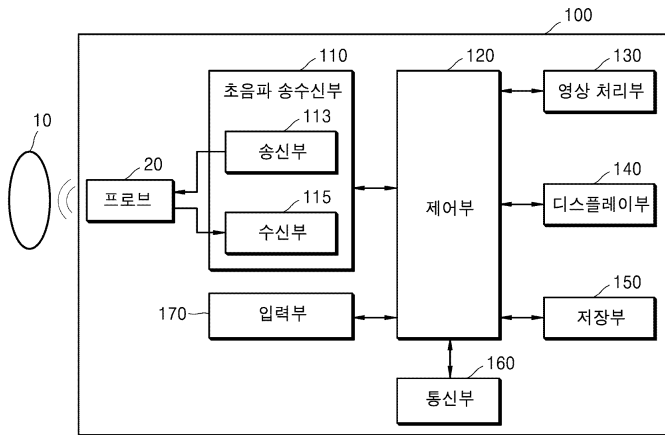 100
110
초음파 송수신부
113
송신부
115
수신부
10
20
프로브
120
제어부
130
영상 처리부
140
디스플레이부
150
저장부
170
입력부
160
통신부